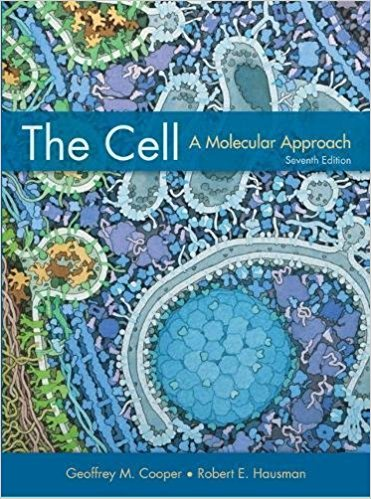 The Cell A Molecular Approach
Seventh Edition
Geoffrey M. Cooper • Robert E. Hausman